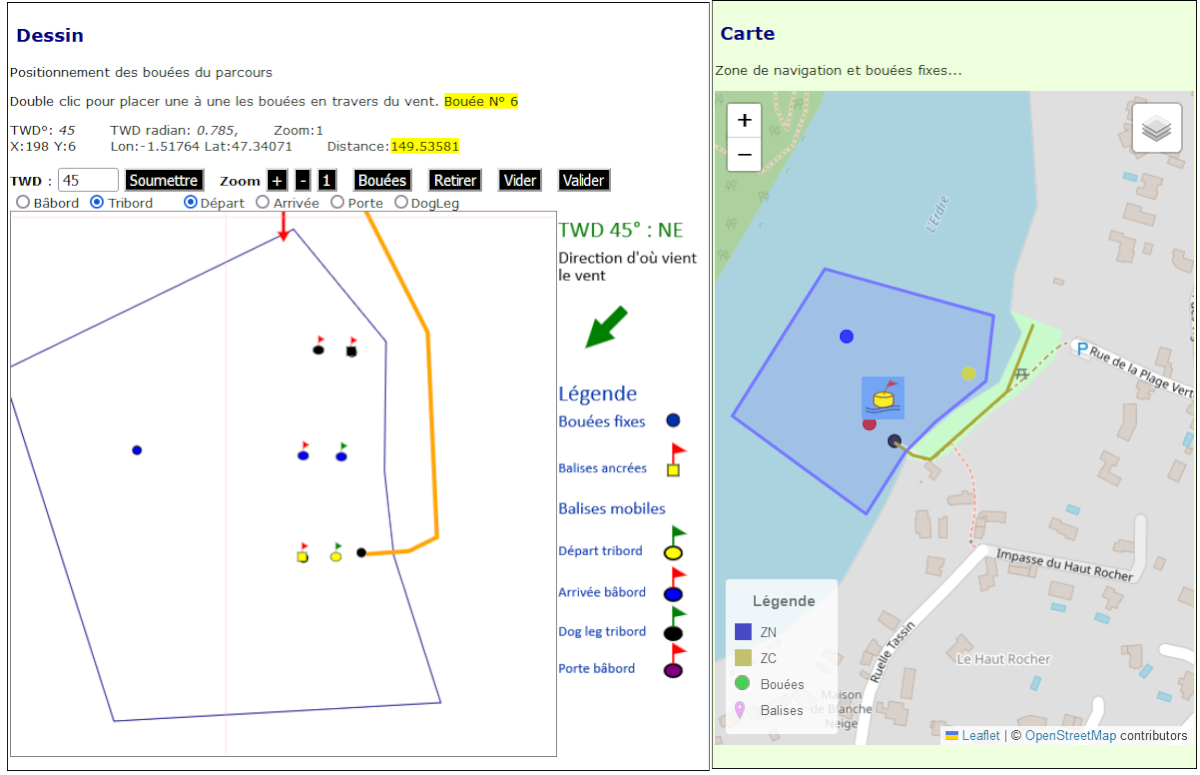 Dessin
Positionnement des bouées du parcours
Double clic pour placer une à une les bouées en travers du vent. Bouée N° 6
TWD°: 45 TWD radian: 0.785, Zoom:1
X:198 Y:6 Lon:-1.51764 Lat:47.34071 Distance:149.53581
TWD : 45 Soumettre Zoom + - 1 Bouées Retirer Vider Valider
Bâbord Tribord Départ Arrivée Porte DogLeg
TWD 45° : NE
Direction d'où vient
le vent
Légende
Bouées fixes
Balises ancrées
Balises mobiles
Départ tribord
Arrivée bâbord
Dog leg tribord
Porte bâbord
Carte
Zone de navigation et bouées fixes...
+
−
L'Erdre
P
Rue de la Plage Vert
Impasse du Haut Rocher
Ruelle Tassin
Le Haut Rocher
Maison
de Blanche
Neige
Légende
ZN
ZC
Bouées
Balises
Leaflet | © OpenStreetMap contributors